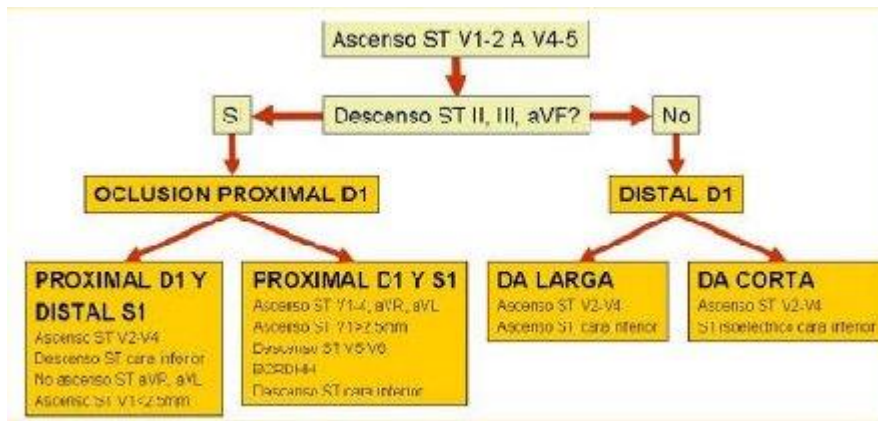 Ascenso ST V1-2 A V4-5
S
Descenso ST II, III, aVF?
No
OCLUSION PROXIMAL D1
DISTAL D1
PROXIMAL D1 Y
DISTAL S1
Ascenso ST V2-V4
Descenso ST cara inferior
No ascenso ST aVR, aVL
Ascenso ST V1<2.5mm
PROXIMAL D1 Y S1
Ascenso ST V1-4, aVR, aVL
Ascenso ST V1>2.5mm
Descenso ST V5-V6
Descenso ST cara inferior
DA LARGA
Ascenso ST V2-V4
Ascenso ST cara inferior
DA CORTA
Ascenso ST V2-V4
ST isoelectrico cara inferior